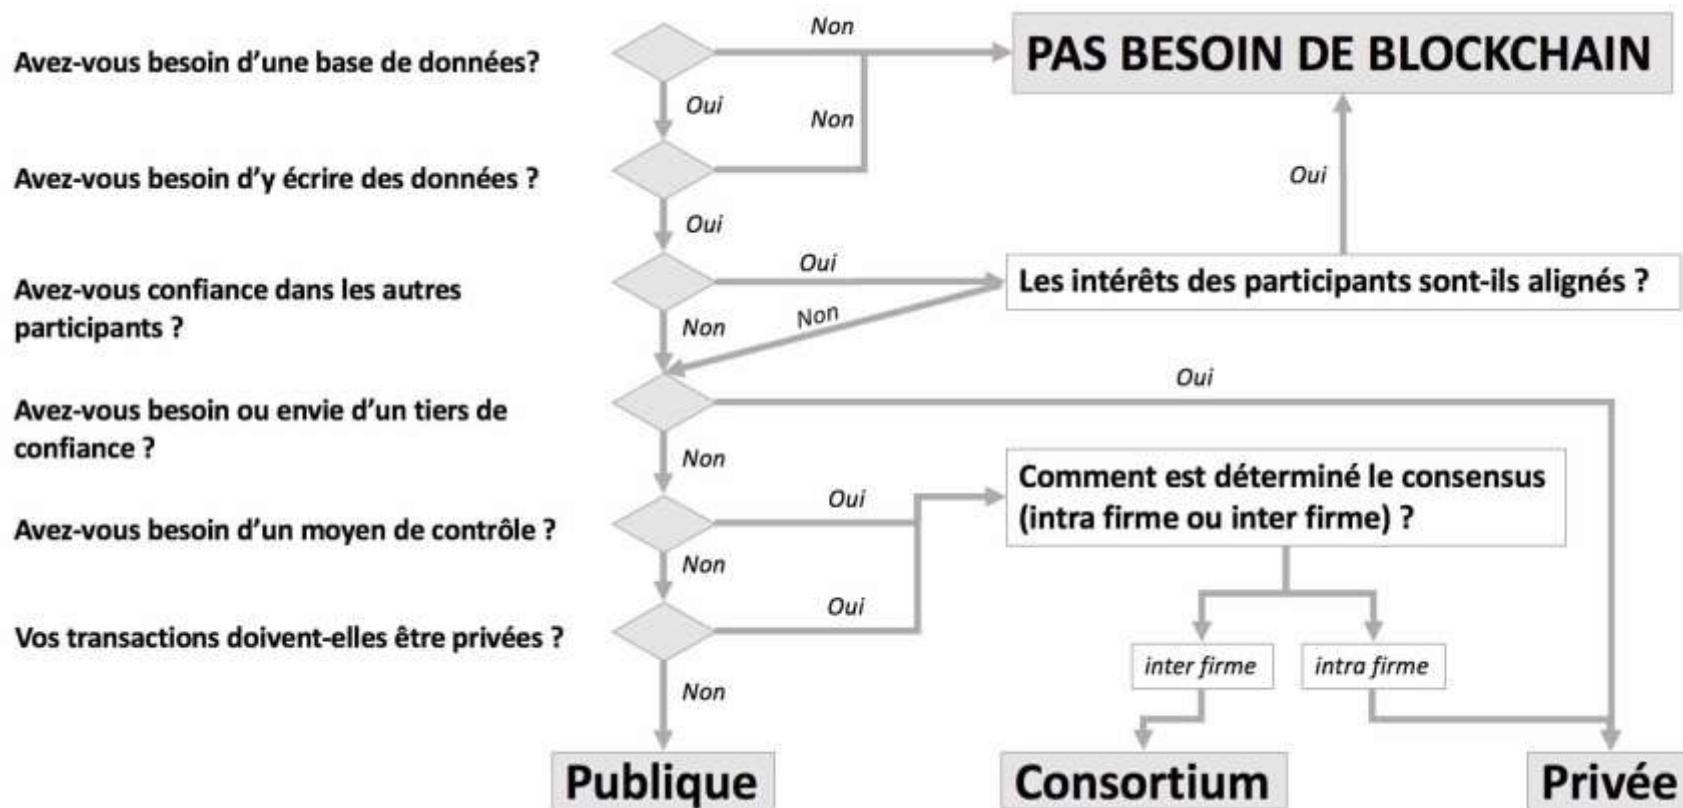 Non
PAS BESOIN DE BLOCKCHAIN
Avez-vous besoin d'une base de données?
Oui
Non
Avez-vous besoin d'y écrire des données ?
Oui
Oui
Oui
Les intérêts des participants sont-ils alignés ?
Avez-vous confiance dans les autres
participants ?
Non
Non
Oui
Avez-vous besoin ou envie d'un tiers de
confiance ?
Non
Comment est déterminé le consensus
(intra firme ou inter firme) ?
Oui
Avez-vous besoin d'un moyen de contrôle ?
Non
Oui
Vos transactions doivent-elles être privées ?
inter firme
intra firme
Non
Publique
Consortium
Privée